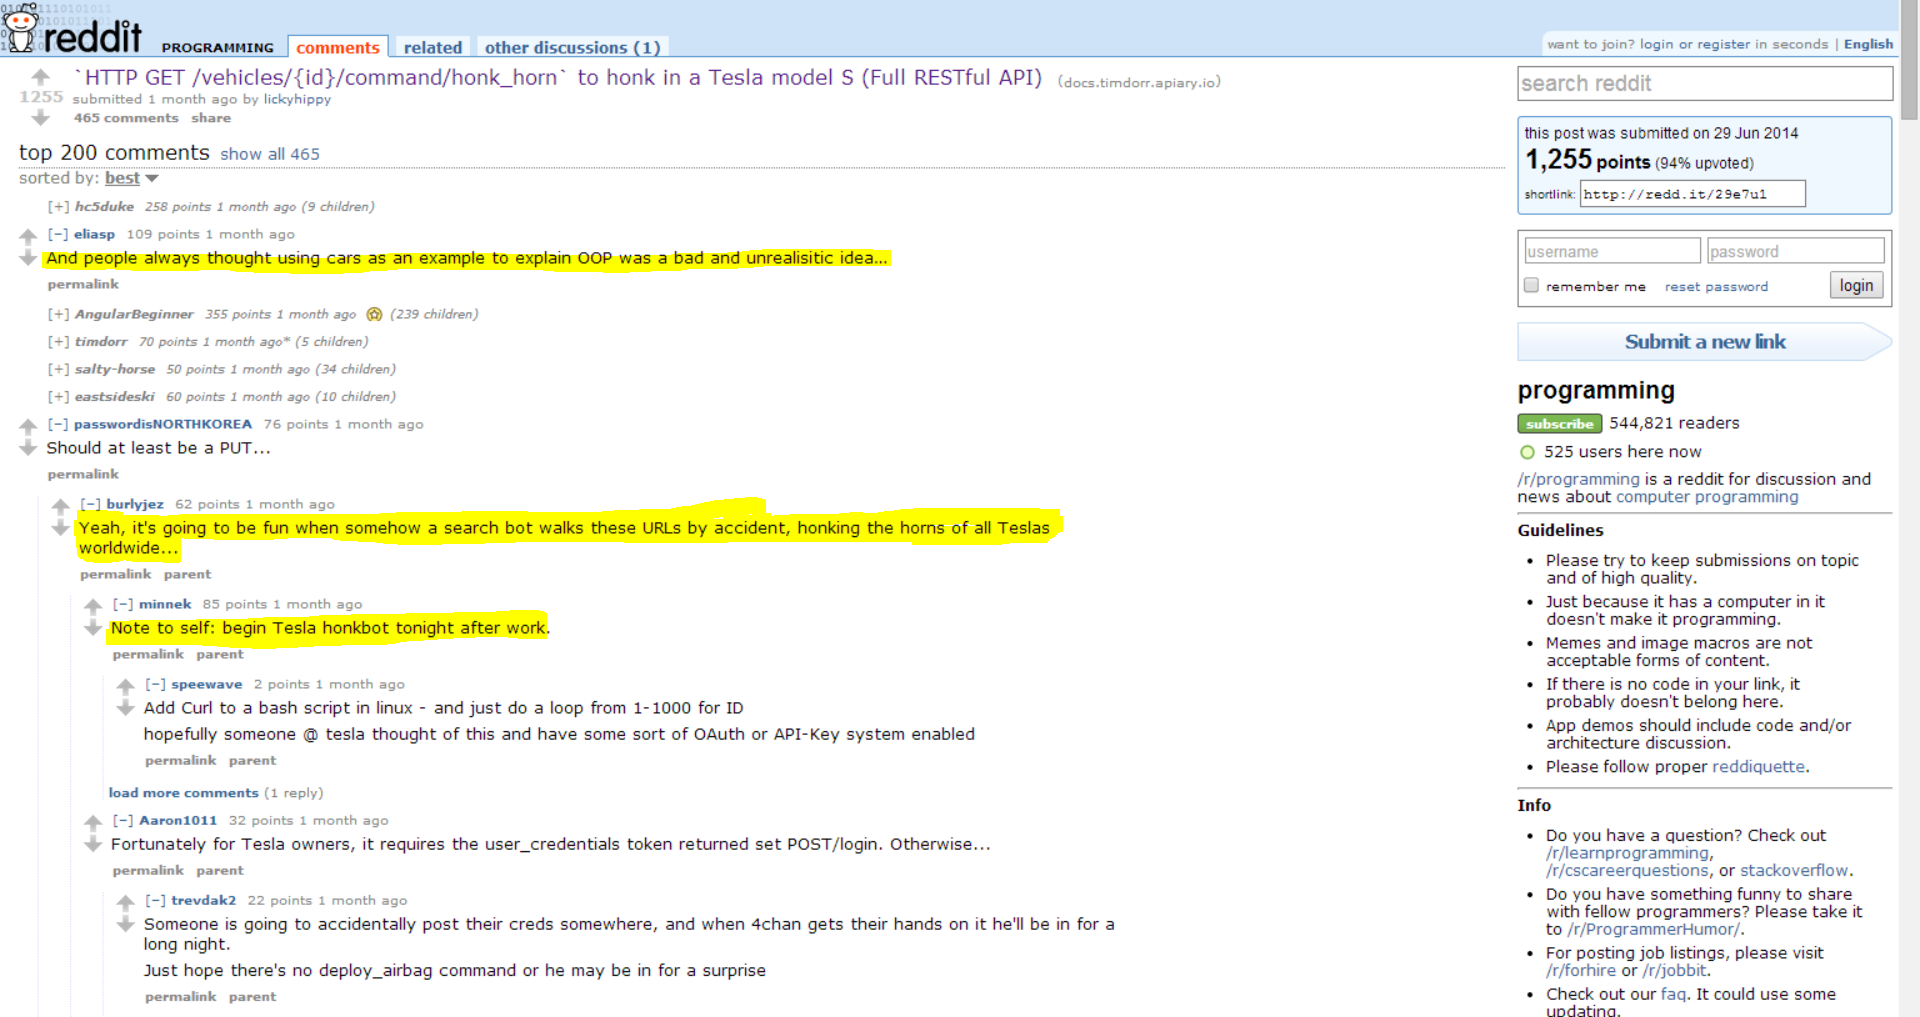 reddit PROGRAMMING comments related other discussions (1)
want to join? login or register in seconds | English
`HTTP GET /vehicles/{id}/command/honk_horn` to honk in a Tesla model S (Full RESTful API) (docs.timdorr.apiary.io)
1255
submitted 1 month ago by lickyhippy
465 comments share
top 200 comments show all 465
sorted by: best
[+] hc5duke 258 points 1 month ago (9 children)
[-] eliasp 109 points 1 month ago
And people always thought using cars as an example to explain OOP was a bad and unrealisitic idea...
permalink
[+] AngularBeginner 355 points 1 month ago (239 children)
[+] timdorr 70 points 1 month ago* (5 children)
[+] salty-horse 50 points 1 month ago (34 children)
[+] eastsideski 60 points 1 month ago (10 children)
[-] passwordisNORTHKOREA 76 points 1 month ago
Should at least be a PUT...
permalink
[-] burlyjez 62 points 1 month ago
Yeah, it's going to be fun when somehow a search bot walks these URLs by accident, honking the horns of all Teslas
worldwide...
permalink parent
[-] minnek 85 points 1 month ago
Note to self: begin Tesla honkbot tonight after work.
permalink parent
[-] speewave 2 points 1 month ago
Add Curl to a bash script in linux - and just do a loop from 1-1000 for ID
hopefully someone @ tesla thought of this and have some sort of OAuth or API-Key system enabled
permalink parent
load more comments (1 reply)
[-] Aaron1011 32 points 1 month ago
Fortunately for Tesla owners, it requires the user_credentials token returned set POST/login. Otherwise...
permalink parent
[-] trevdak2 22 points 1 month ago
Someone is going to accidentally post their creds somewhere, and when 4chan gets their hands on it he'll be in for a
long night.
Just hope there's no deploy_airbag command or he may be in for a surprise
permalink parent
search reddit
this post was submitted on 29 Jun 2014
1,255 points (94% upvoted)
shortlink: http://redd.it/29e7u1
username password
remember me reset password login
Submit a new link
programming
subscribe 544,821 readers
525 users here now
/r/programming is a reddit for discussion and
news about computer programming
Guidelines
• Please try to keep submissions on topic
and of high quality.
• Just because it has a computer in it
doesn't make it programming.
• Memes and image macros are not
acceptable forms of content.
• If there is no code in your link, it
probably doesn't belong here.
• App demos should include code and/or
architecture discussion.
• Please follow proper reddiquette.
Info
• Do you have a question? Check out
/r/learnprogramming,
/r/cscareerquestions, or stackoverflow.
• Do you have something funny to share
with fellow programmers? Please take it
to /r/ProgrammerHumor/.
• For posting job listings, please visit
/r/forhire or /r/jobbit.
• Check out our faq. It could use some
updating.